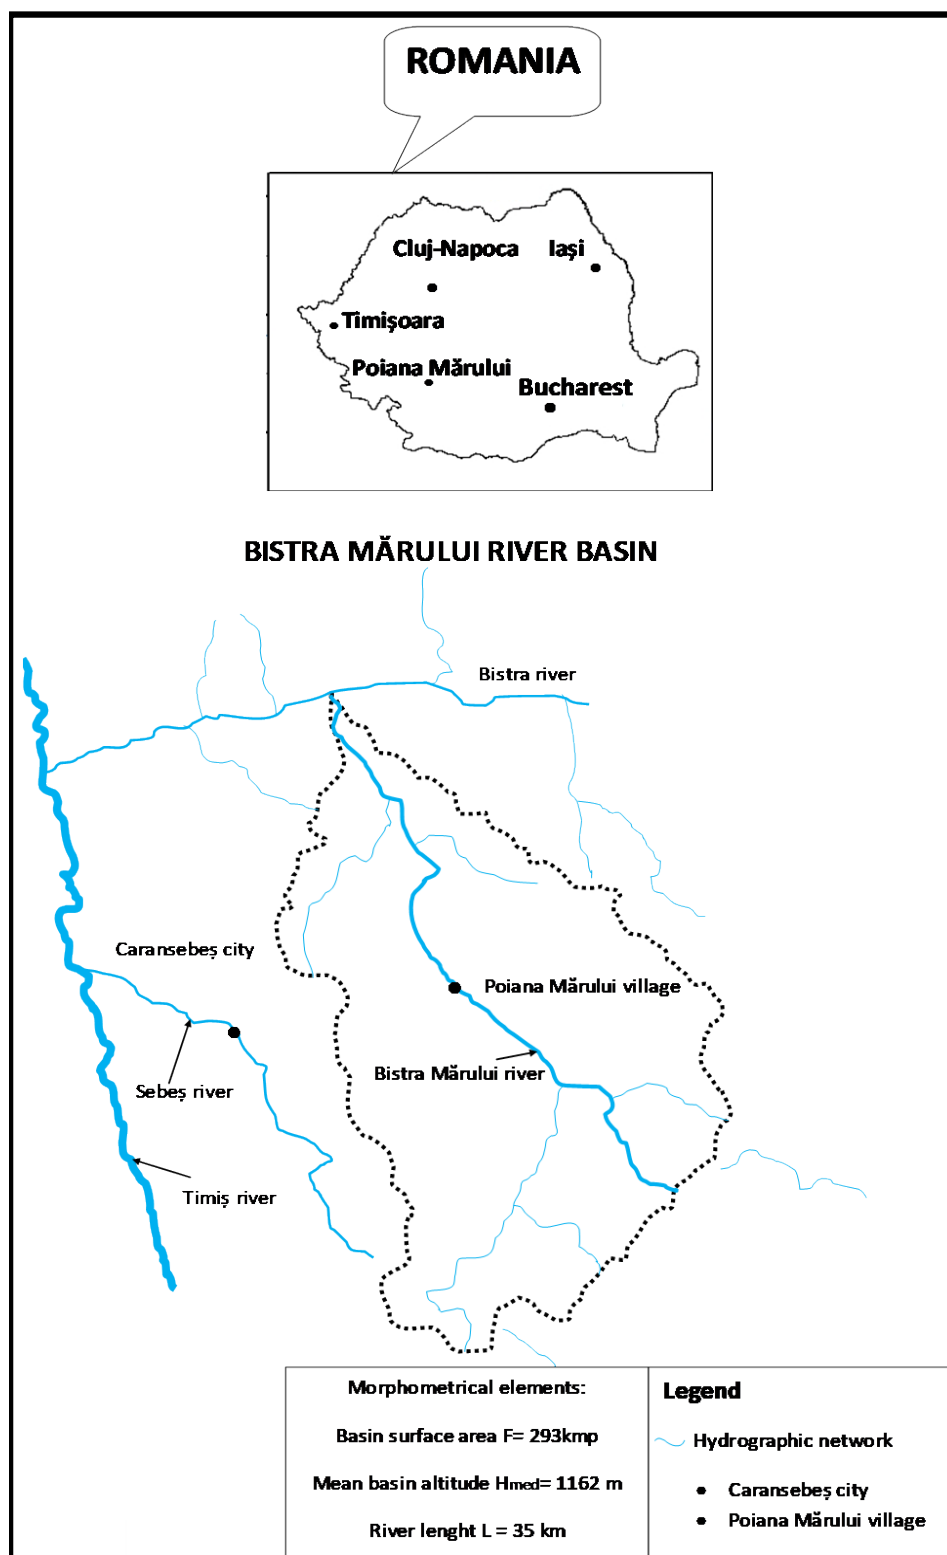 ROMANIA
Cluj-Napoca
Iași
Timișoara
Poiana Mărului
Bucharest
BISTRA MĂRULUI RIVER BASIN
Bistra river
Caransebeș city
Poiana Mărului village
Bistra Mărului river
Sebeș river
Timiș river
Morphometrical elements:
Basin surface area F= 293kmp
Mean basin altitude Hmed= 1162 m
River lenght L = 35 km
Legend
Hydrographic network
Caransebeș city
Poiana Mărului village